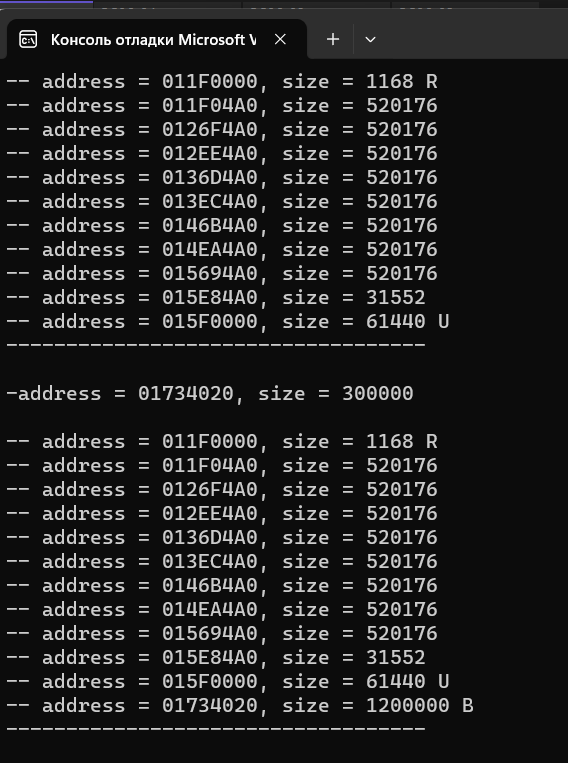 Консоль отладки Microsoft V
-- address = 011F0000, size = 1168 R
-- address = 011F04A0, size = 520176
-- address = 0126F4A0, size = 520176
-- address = 012EE4A0, size = 520176
-- address = 0136D4A0, size = 520176
-- address = 013EC4A0, size = 520176
-- address = 0146B4A0, size = 520176
-- address = 014EA4A0, size = 520176
-- address = 015694A0, size = 520176
-- address = 015E84A0, size = 31552
-- address = 015F0000, size = 61440 U
-----------------------------------
-address = 01734020, size = 300000
-- address = 011F0000, size = 1168 R
-- address = 011F04A0, size = 520176
-- address = 0126F4A0, size = 520176
-- address = 012EE4A0, size = 520176
-- address = 0136D4A0, size = 520176
-- address = 013EC4A0, size = 520176
-- address = 0146B4A0, size = 520176
-- address = 014EA4A0, size = 520176
-- address = 015694A0, size = 520176
-- address = 015E84A0, size = 31552
-- address = 015F0000, size = 61440 U
-- address = 01734020, size = 1200000 B
-----------------------------------